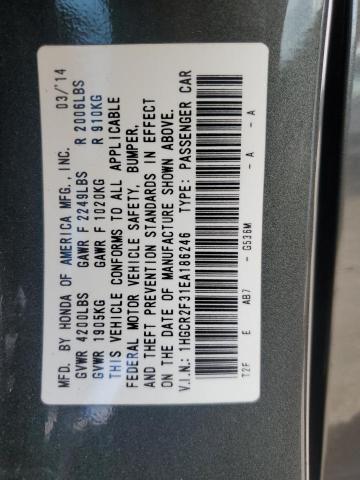 MFD. BY HONDA OF AMERICA MFG., INC. 03/'14
GVWR 4200LBS GAWR F 2249LBS R 2006LBS
GVWR 1905KG GAWR F 1020KG R 910KG
THIS VEHICLE CONFORMS TO ALL APPLICABLE
FEDERAL MOTOR VEHICLE SAFETY, BUMPER,
AND THEFT PREVENTION STANDARDS IN EFFECT
ON THE DATE OF MANUFACTURE SHOWN ABOVE.
V.I.N.: 1HGCR2F31EA186246 TYPE: PASSENGER CAR
T2F E AB7 - G536M - A - A